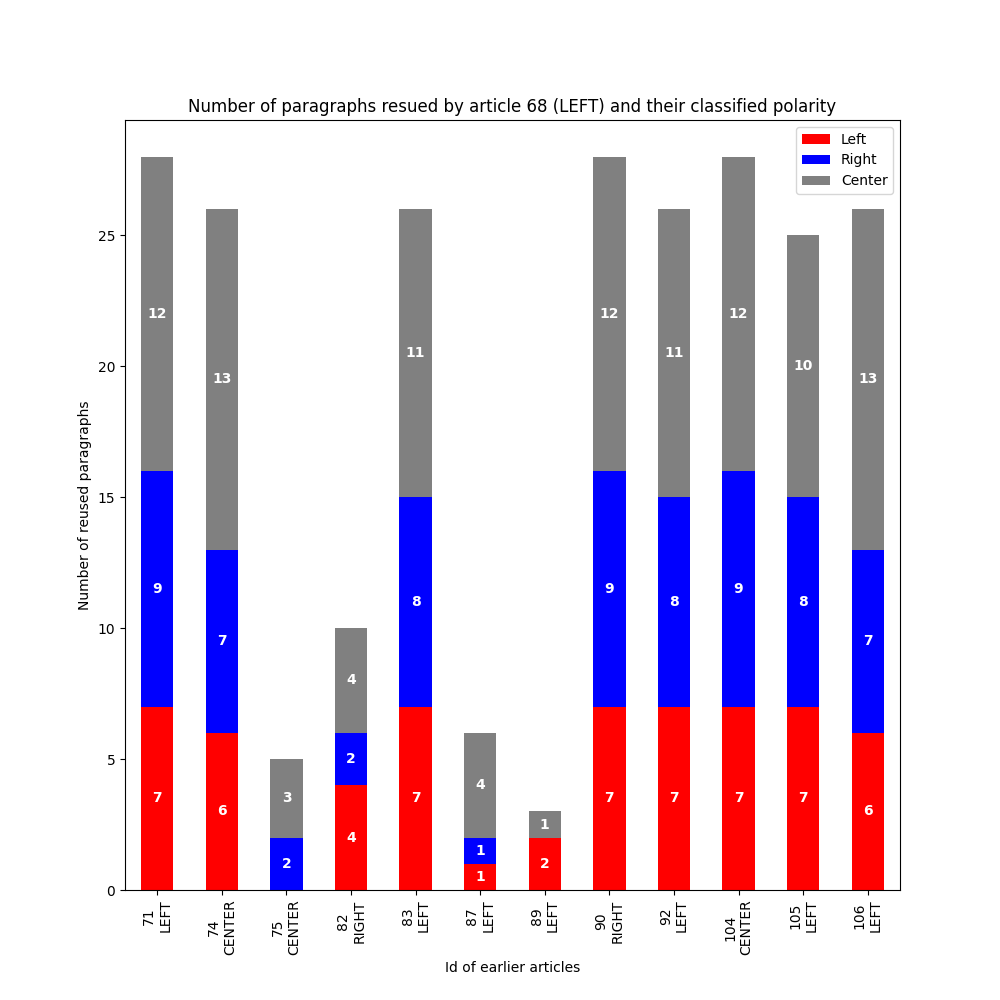 Number of paragraphs resued by article 68 (LEFT) and their classified polarity
Left
Right
Center
Number of reused paragraphs
25
20
15
10
5
0
12
9
7
13
7
6
3
2
4
2
4
11
8
7
4
1
1
1
2
12
9
7
11
8
7
12
9
7
10
8
7
13
7
6
71
LEFT
74
CENTER
75
CENTER
82
RIGHT
83
LEFT
87
LEFT
89
LEFT
90
RIGHT
92
LEFT
104
CENTER
105
LEFT
106
LEFT
Id of earlier articles